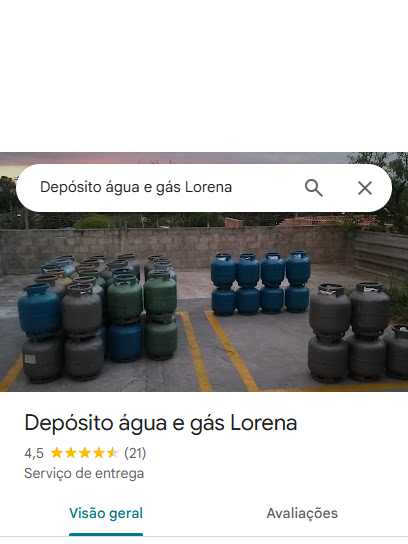 Depósito água e gás Lorena
Depósito água e gás Lorena
4,5 (21)
Serviço de entrega
Visão geral Avaliações